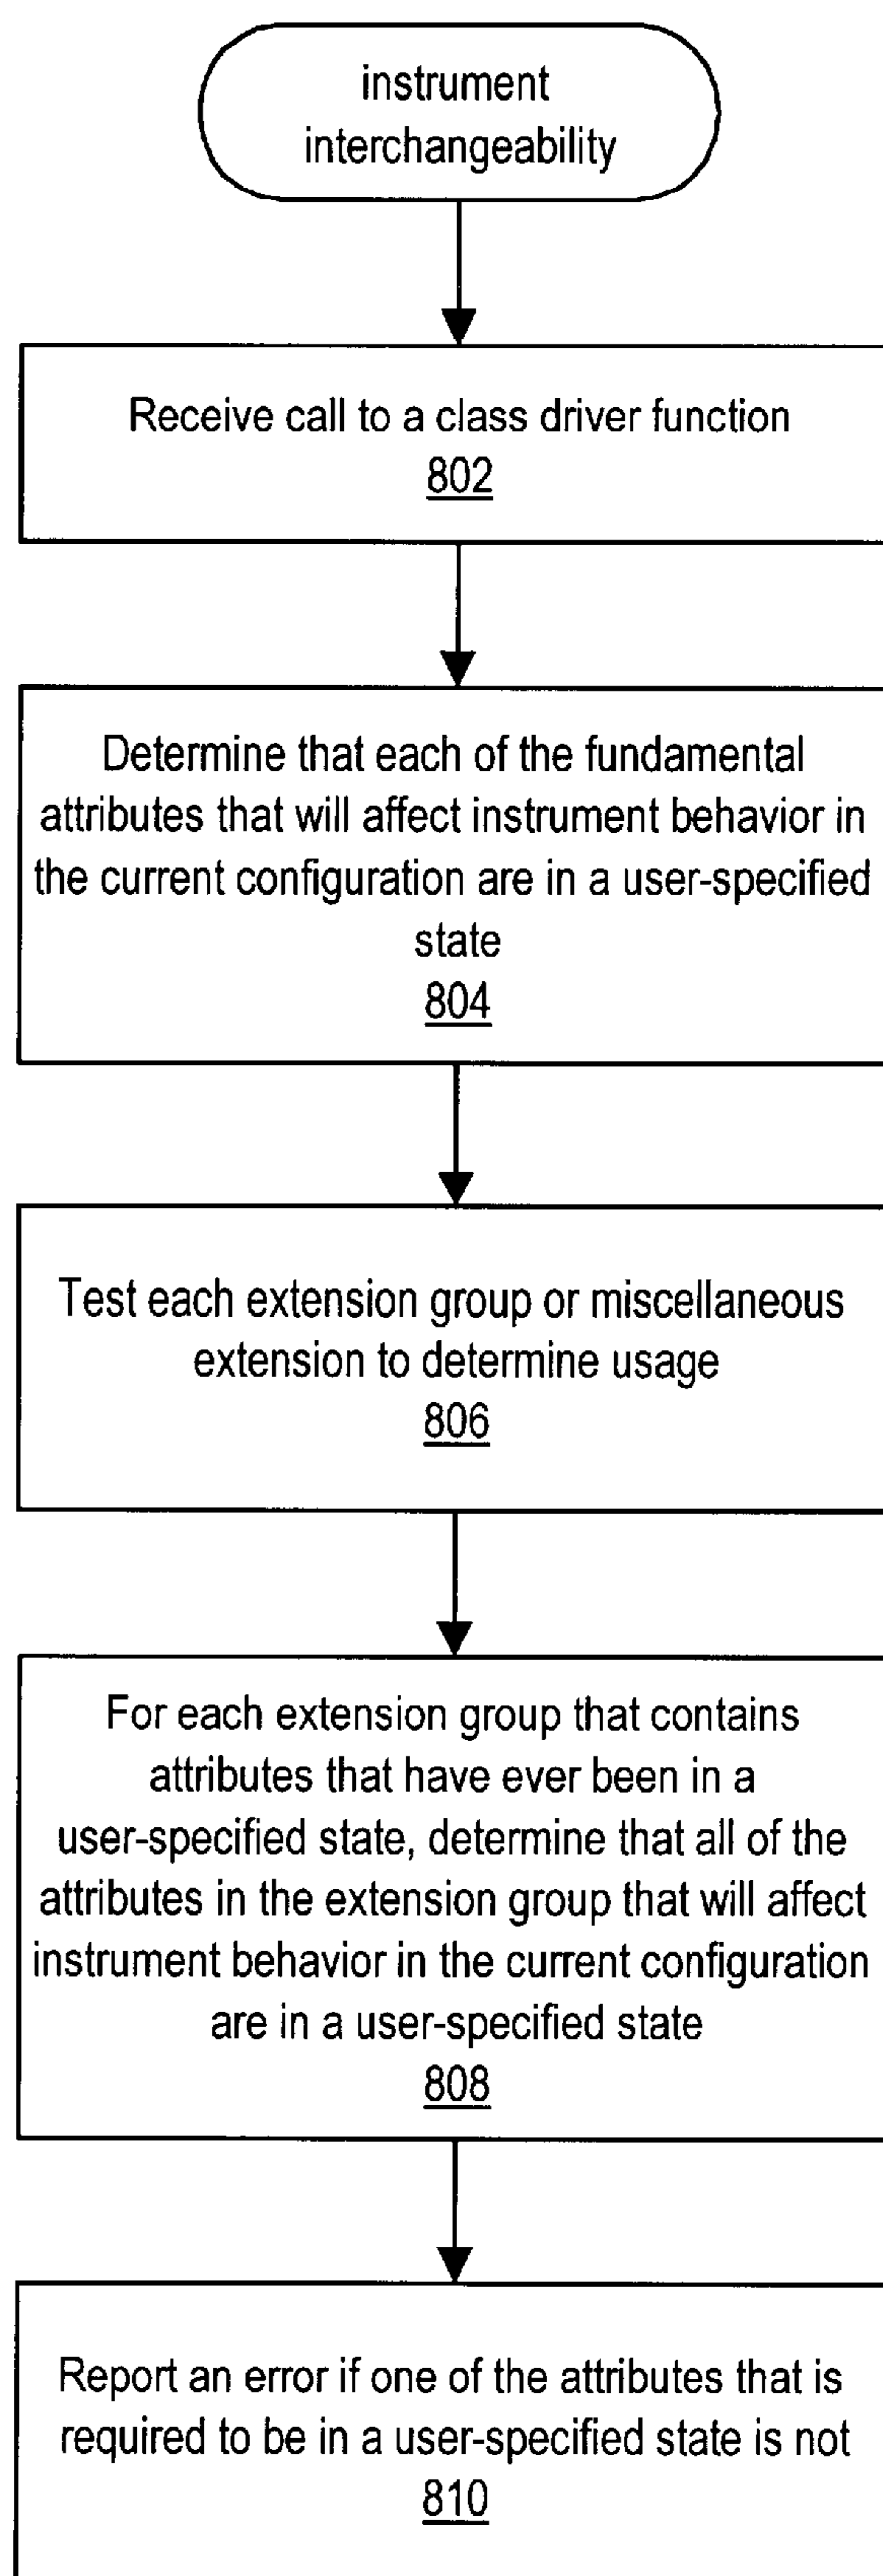 instrument
interchangeability
Receive call to a class driver function
802
Determine that each of the fundamental
attributes that will affect instrument behavior in
the current configuration are in a user-specified
state
804
Test each extension group or miscellaneous
extension to determine usage
806
For each extension group that contains
attributes that have ever been in a
user-specified state, determine that all of the
attributes in the extension group that will affect
instrument behavior in the current configuration
are in a user-specified state
808
Report an error if one of the attributes that is
required to be in a user-specified state is not
810